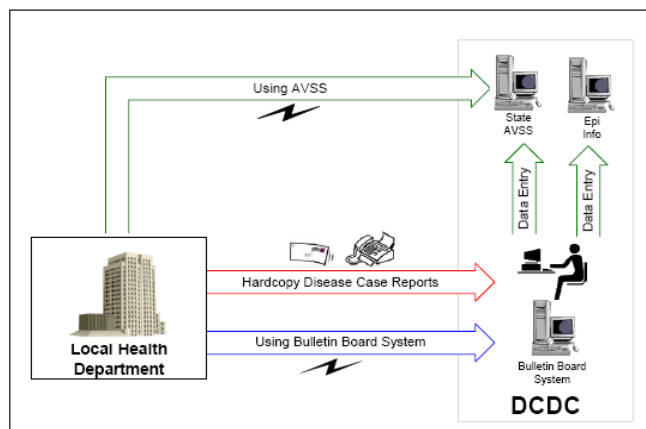 Using AVSS
State
AVSS
Epi
Info
Data Entry
Data Entry
Hardcopy Disease Case Reports
Local Health
Department
Using Bulletin Board System
Bulletin Board
System
DCDC